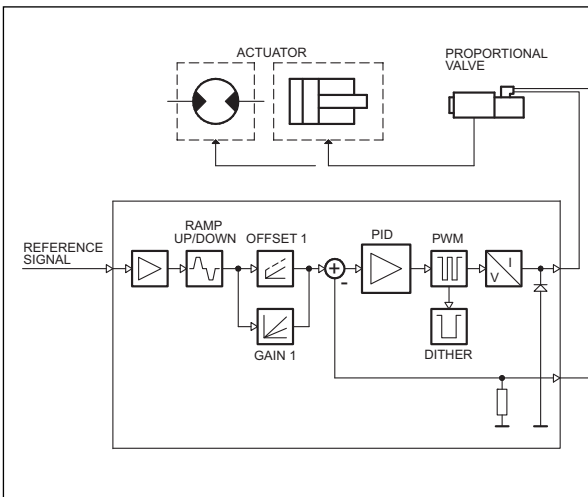 ACTUATOR
PROPORTIONAL
VALVE
REFERENCE
SIGNAL
RAMP
UP/DOWN
OFFSET 1
PID
PWM
I
V
-
GAIN 1
DITHER